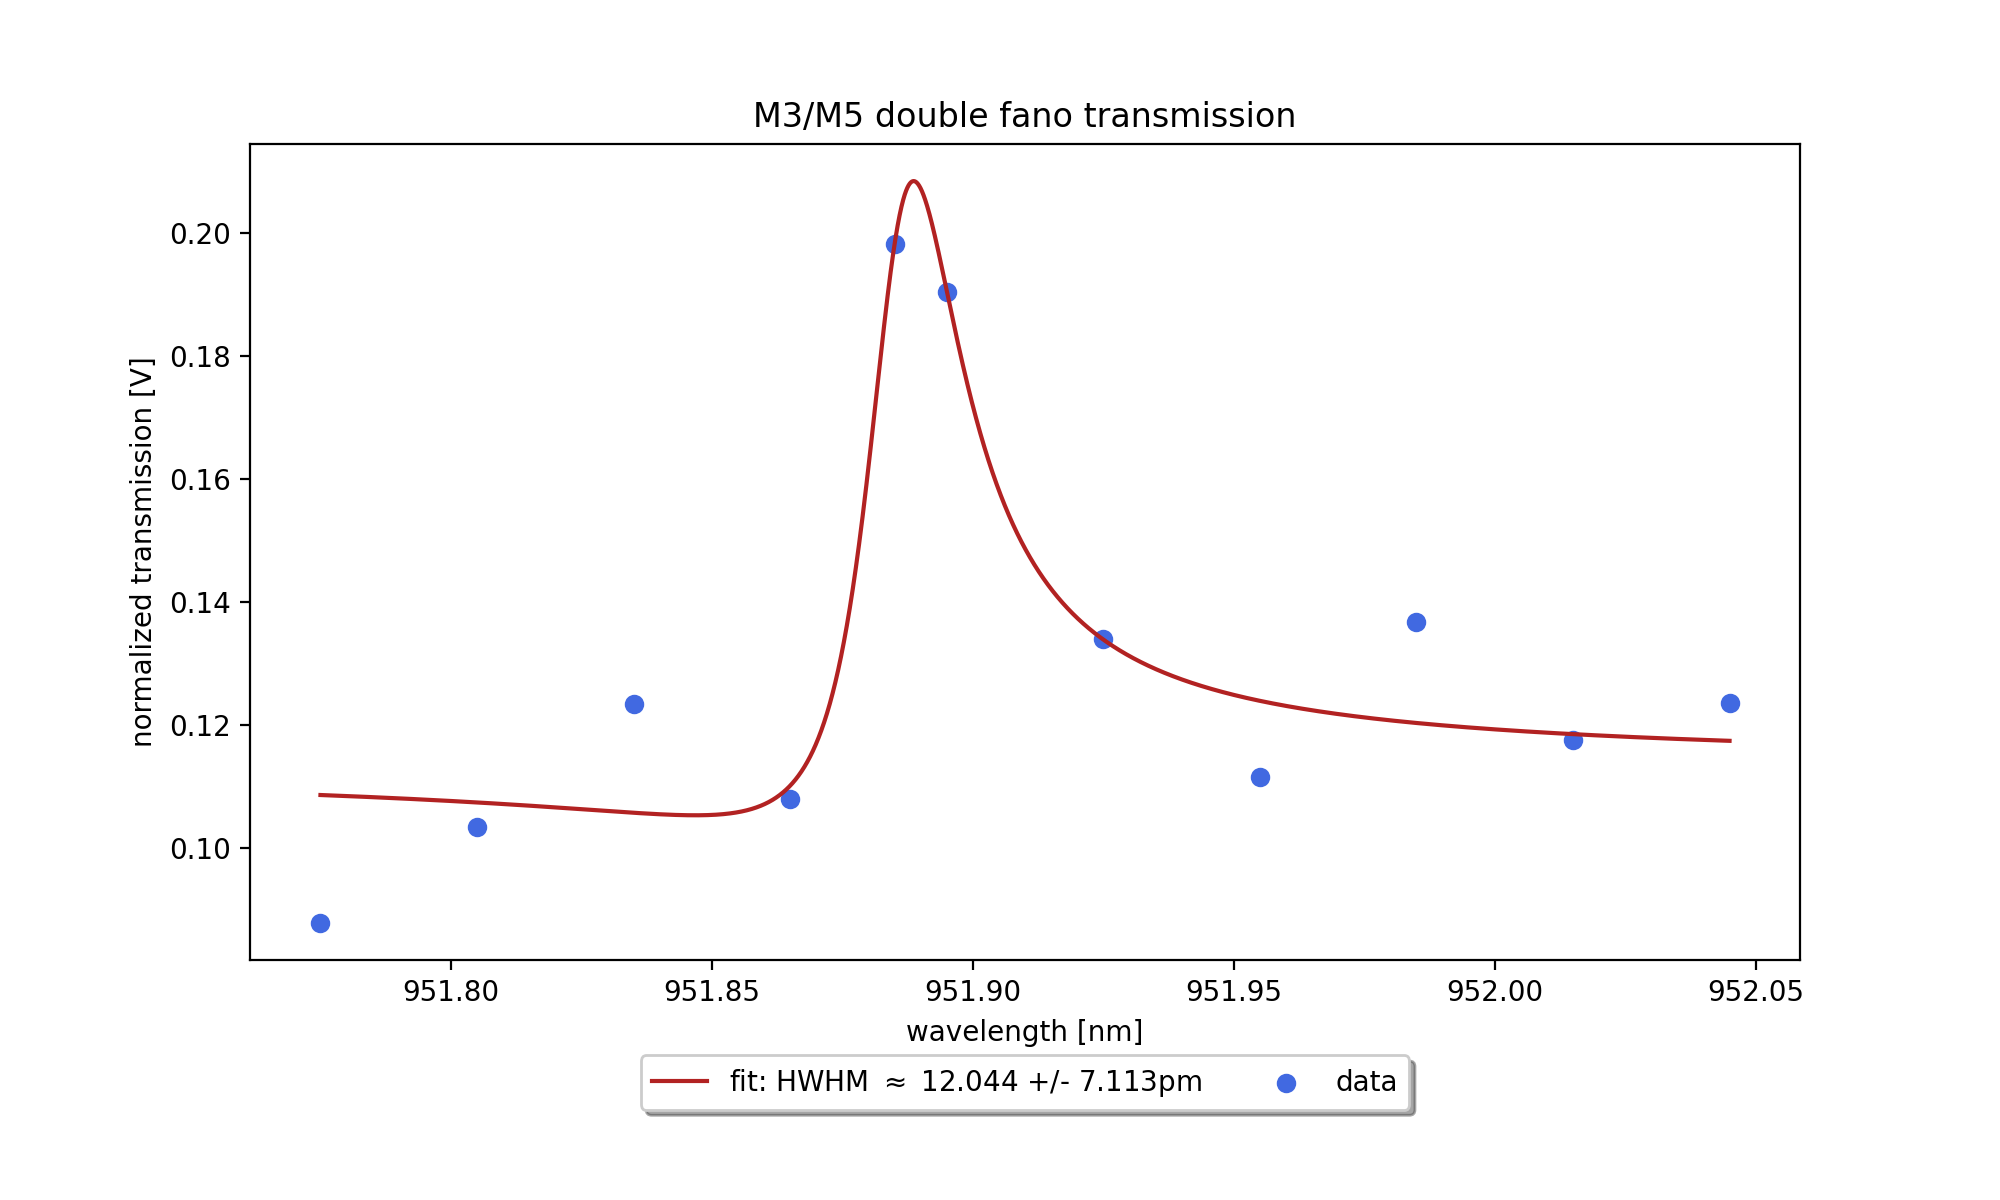 M3/M5 double fano transmission
normalized transmission [V]
0.20
0.18
0.16
0.14
0.12
0.10
951.80 951.85 951.90 951.95 952.00 952.05
wavelength [nm]
fit: HWHM ≈ 12.044 +/- 7.113pm data